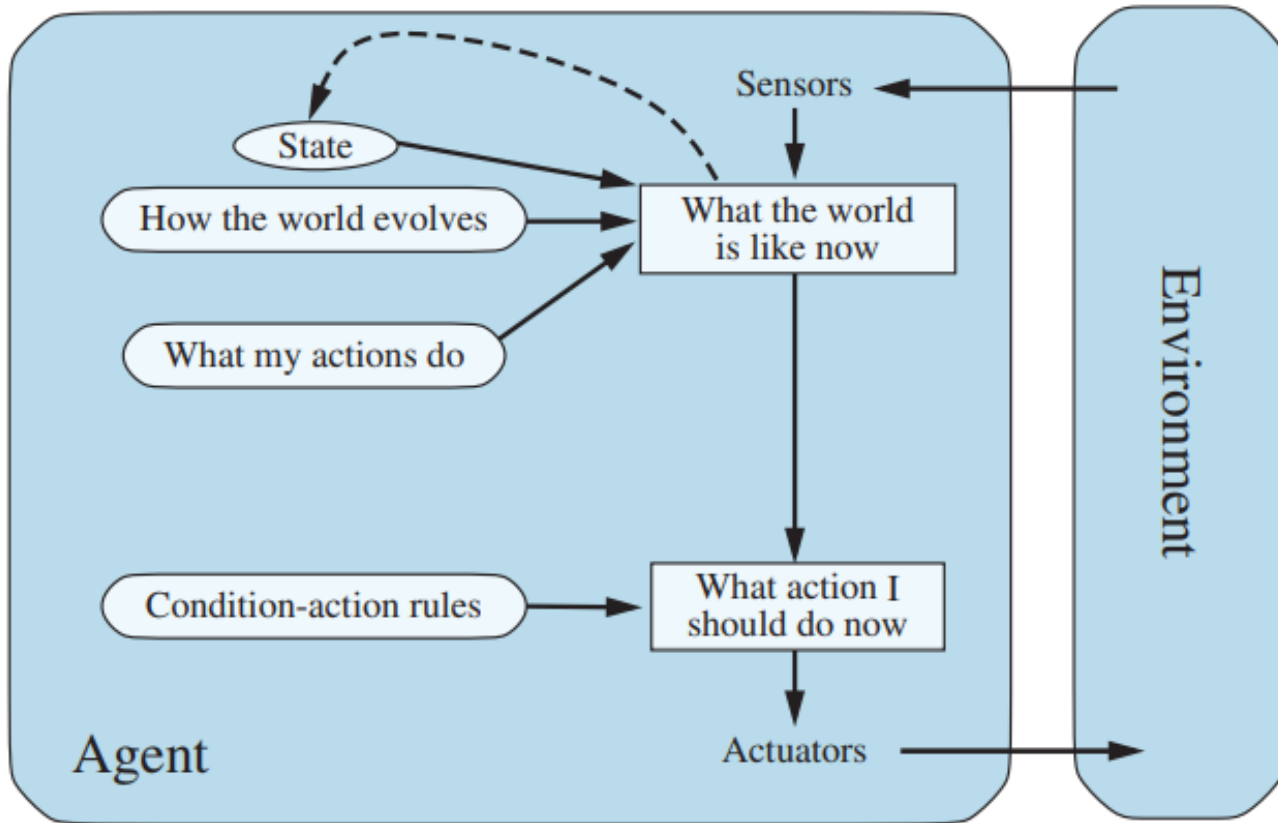 Sensors
State
How the world evolves
What the world
is like now
What my actions do
Environment
Condition-action rules
What action I
should do now
Agent
Actuators